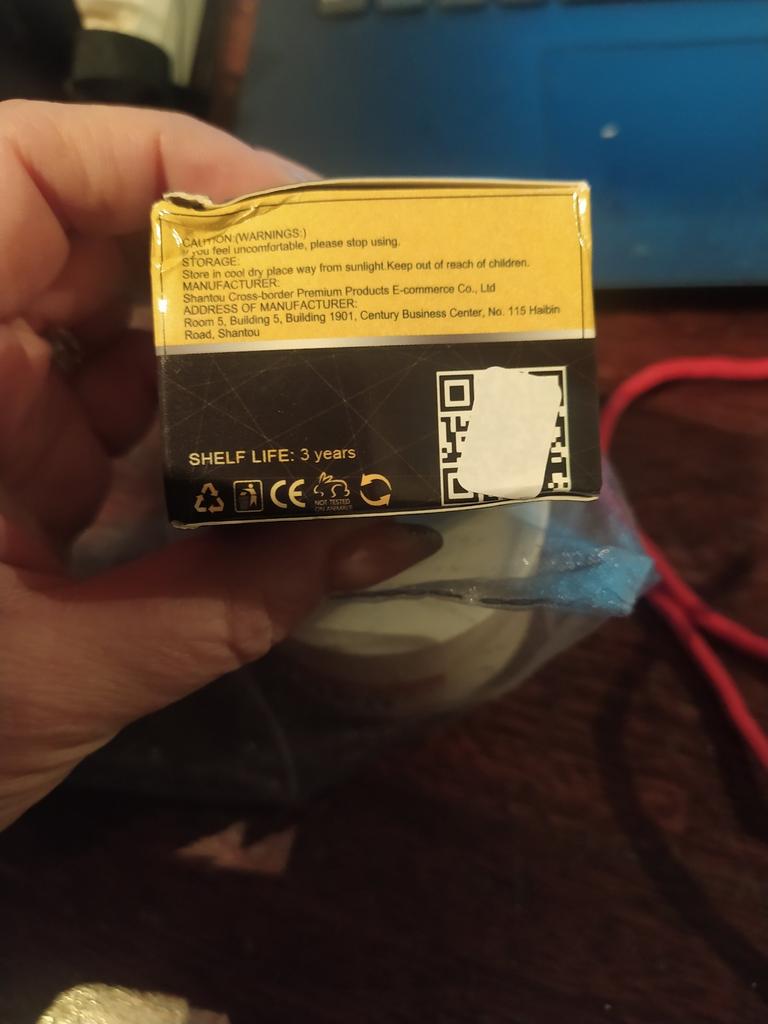 CAUTION (WARNINGS:)
If you feel uncomfortable, please stop using.
STORAGE:
Store in cool dry place way from sunlight.Keep out of reach of children.
MANUFACTURER:
Shantou Cross-border Premium Products E-commerce Co., Ltd
ADDRESS OF MANUFACTURER:
Room 5, Building 5, Building 1901, Century Business Center, No. 115 Haibin
Road, Shantou
SHELF LIFE: 3 years
CE
NOT TESTED
ON ANIMALS